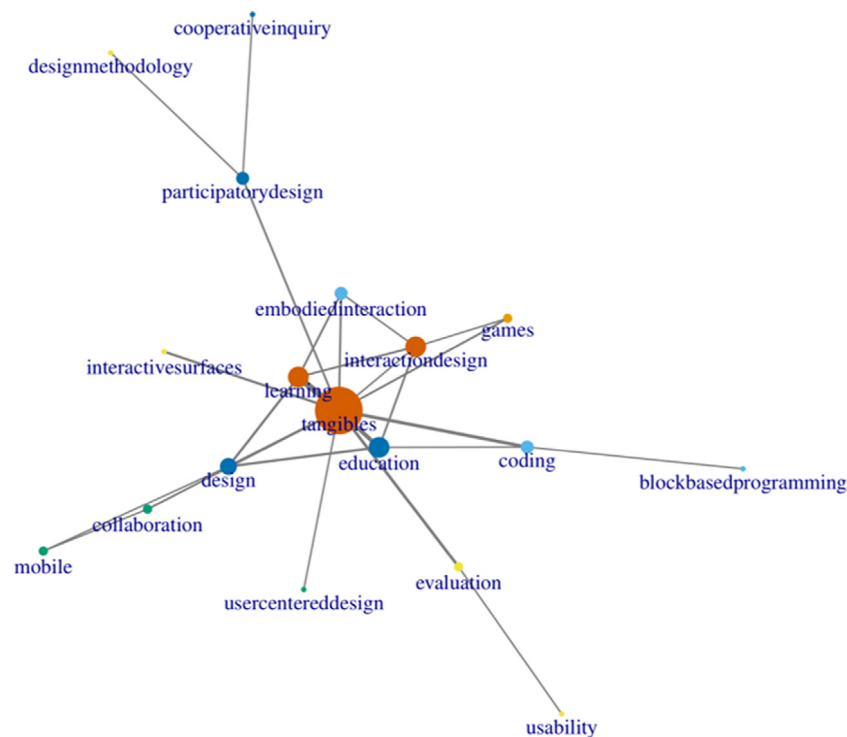 cooperativeinquiry
designmethodology
participatorydesign
embodiedinteraction
games
interactivesurfaces
interactiondesign
learning
tangibles
design
education
coding
blockbasedprogramming
collaboration
mobile
evaluation
usercentereddesign
usability